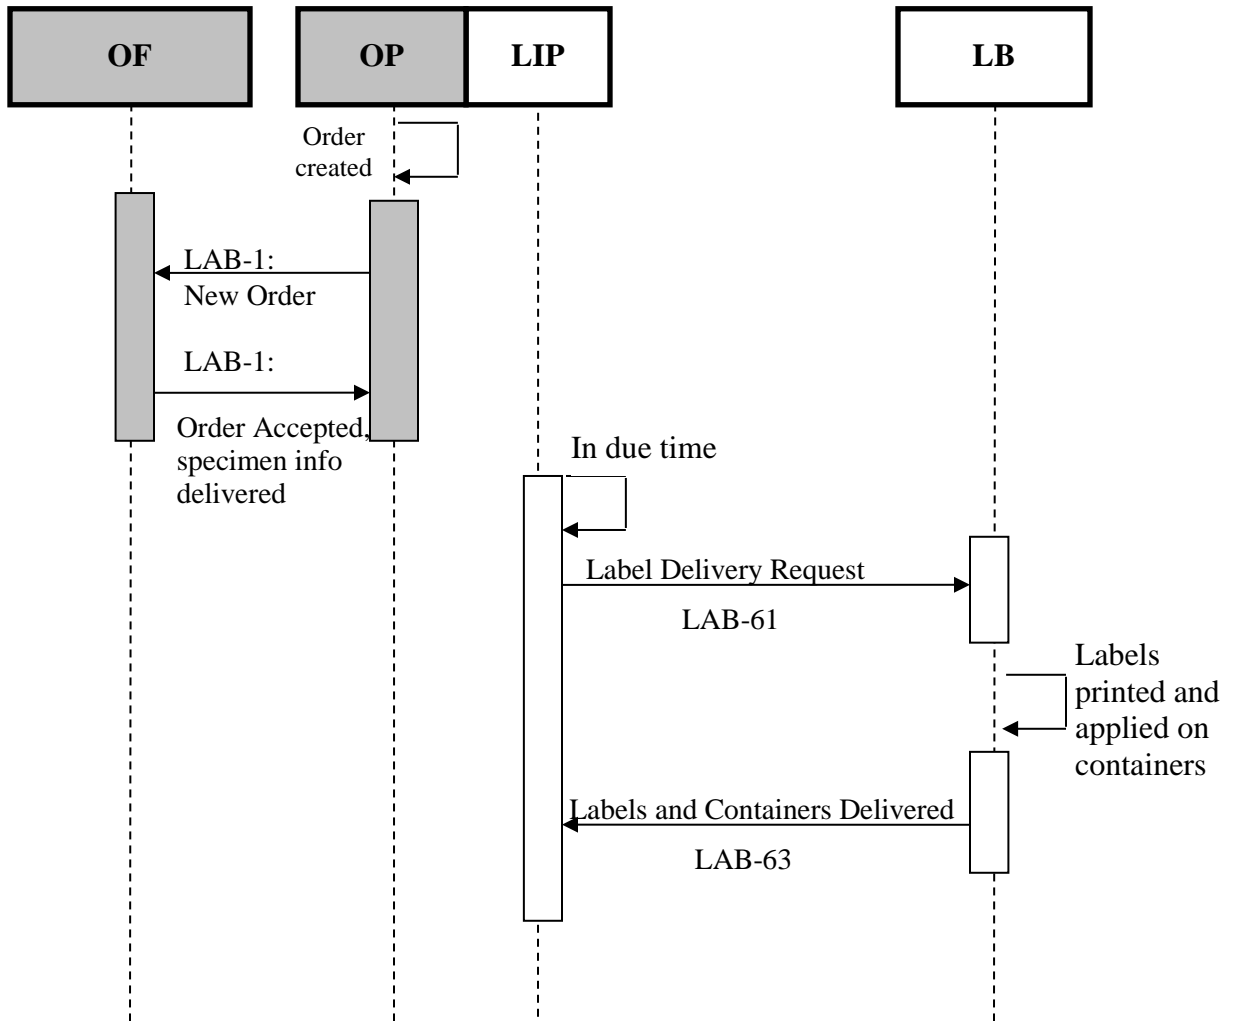 OF
OP
LIP
LB
Order
created
LAB-1:
New Order
LAB-1:
Order Accepted,
specimen info
delivered
In due time
Label Delivery Request
LAB-61
Labels
printed and
applied on
containers
Labels and Containers Delivered
LAB-63